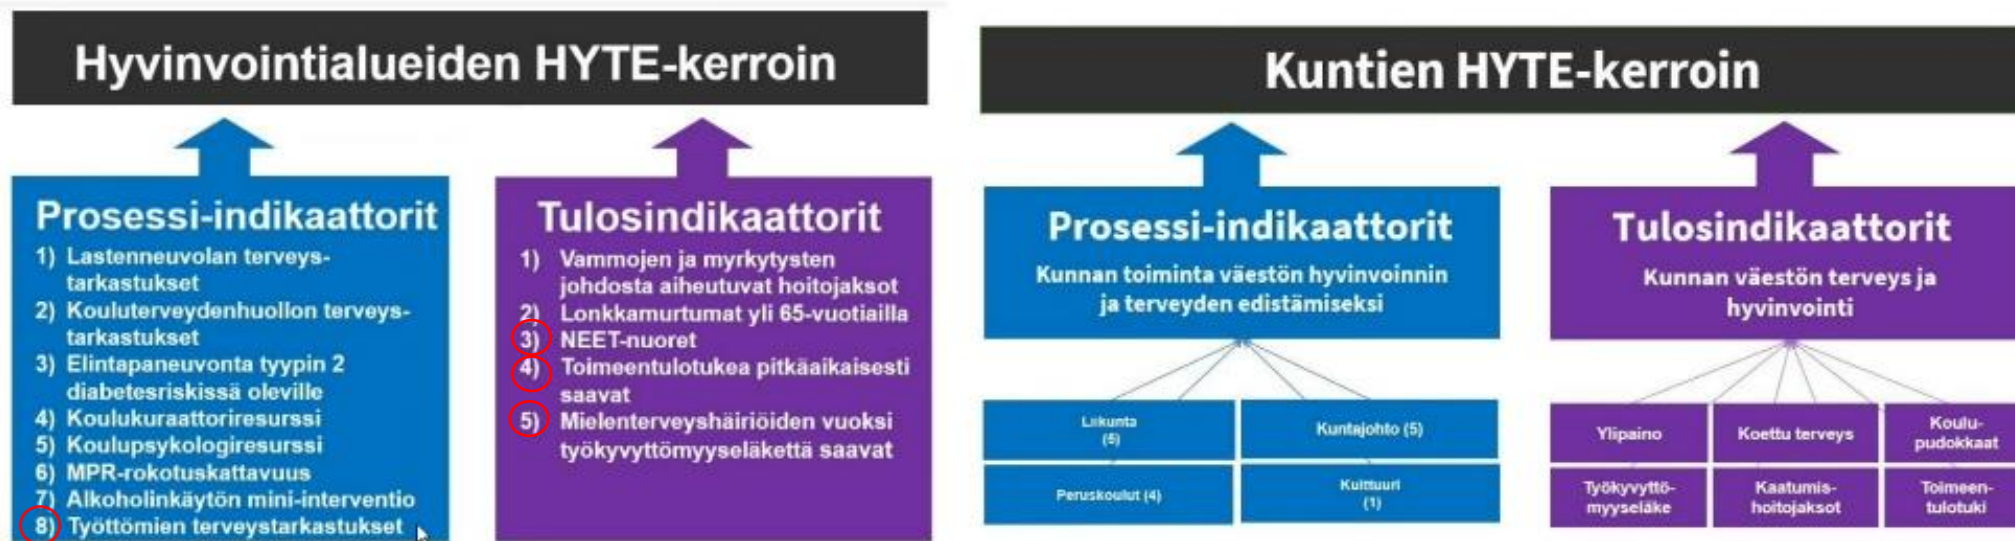 Hyvinvointialueiden HYTE-kerroin
Prosessi-indikaattorit
1) Lastenneuvolan terveys-
tarkastukset
2) Kouluterveydenhuollon terveys-
tarkastukset
3) Elintapaneuvonta tyypin 2
diabetesriskissä oleville
4) Koulukuraattoriresurssi
5) Koulupsykologiresurssi
6) MPR-rokotuskattavuus
7) Alkoholinkäytön mini-interventio
8) Työttömien terveystarkastukset
Tulosindikaattorit
1) Vammojen ja myrkytysten
johdosta aiheutuvat hoitojaksot
2) Lonkkamurtumat yli 65-vuotiailla
3) NEET-nuoret
4) Toimeentulotukea pitkäaikaisesti
saavat
5) Mielenterveyshäiriöiden vuoksi
työkyvyttömyyseläkettä saavat
Kuntien HYTE-kerroin
Prosessi-indikaattorit
Kunnan toiminta väestön hyvinvoinnin
ja terveyden edistämiseksi
Liikunta
(5)
Kuntajohto (5)
Peruskoulut (4)
Kulttuuri
(1)
Tulosindikaattorit
Kunnan väestön terveys ja
hyvinvointi
Ylipaino
Koettu terveys
Koulu-
pudokkaat
Työkyvyttö-
myyseläke
Kaatumis-
hoitojaksot
Toimeen-
tulotuki